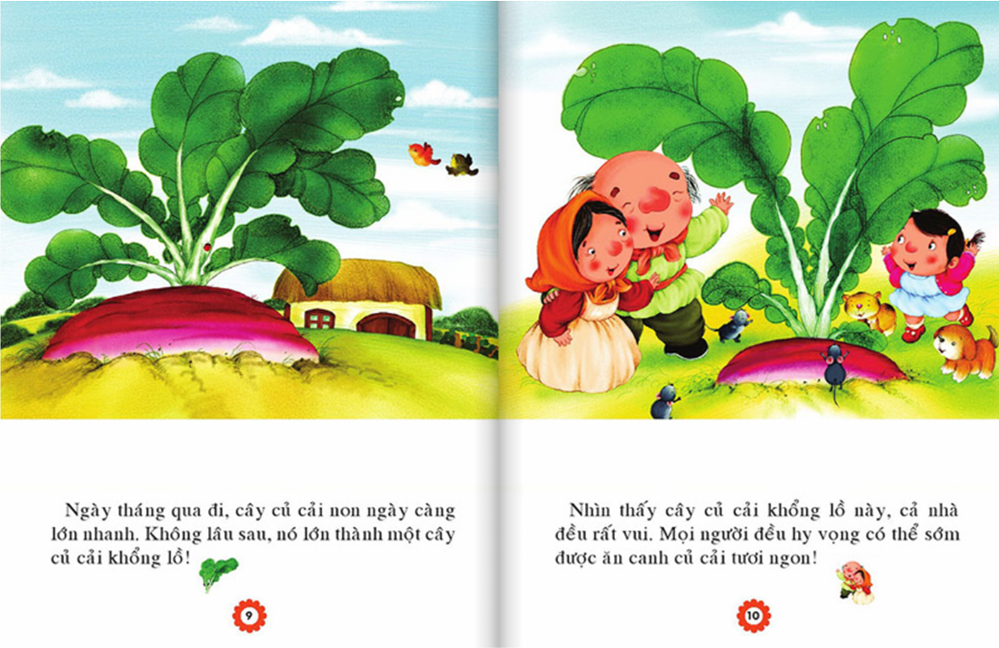 Ngày tháng qua đi, cây củ cải non ngày càng
lớn nhanh. Không lâu sau, nó lớn thành một cây
củ cải khổng lồ!
9
Nhìn thấy cây củ cải khổng lồ này, cả nhà
đều rất vui. Mọi người đều hy vọng có thể sớm
được ăn canh củ cải tươi ngon!
10